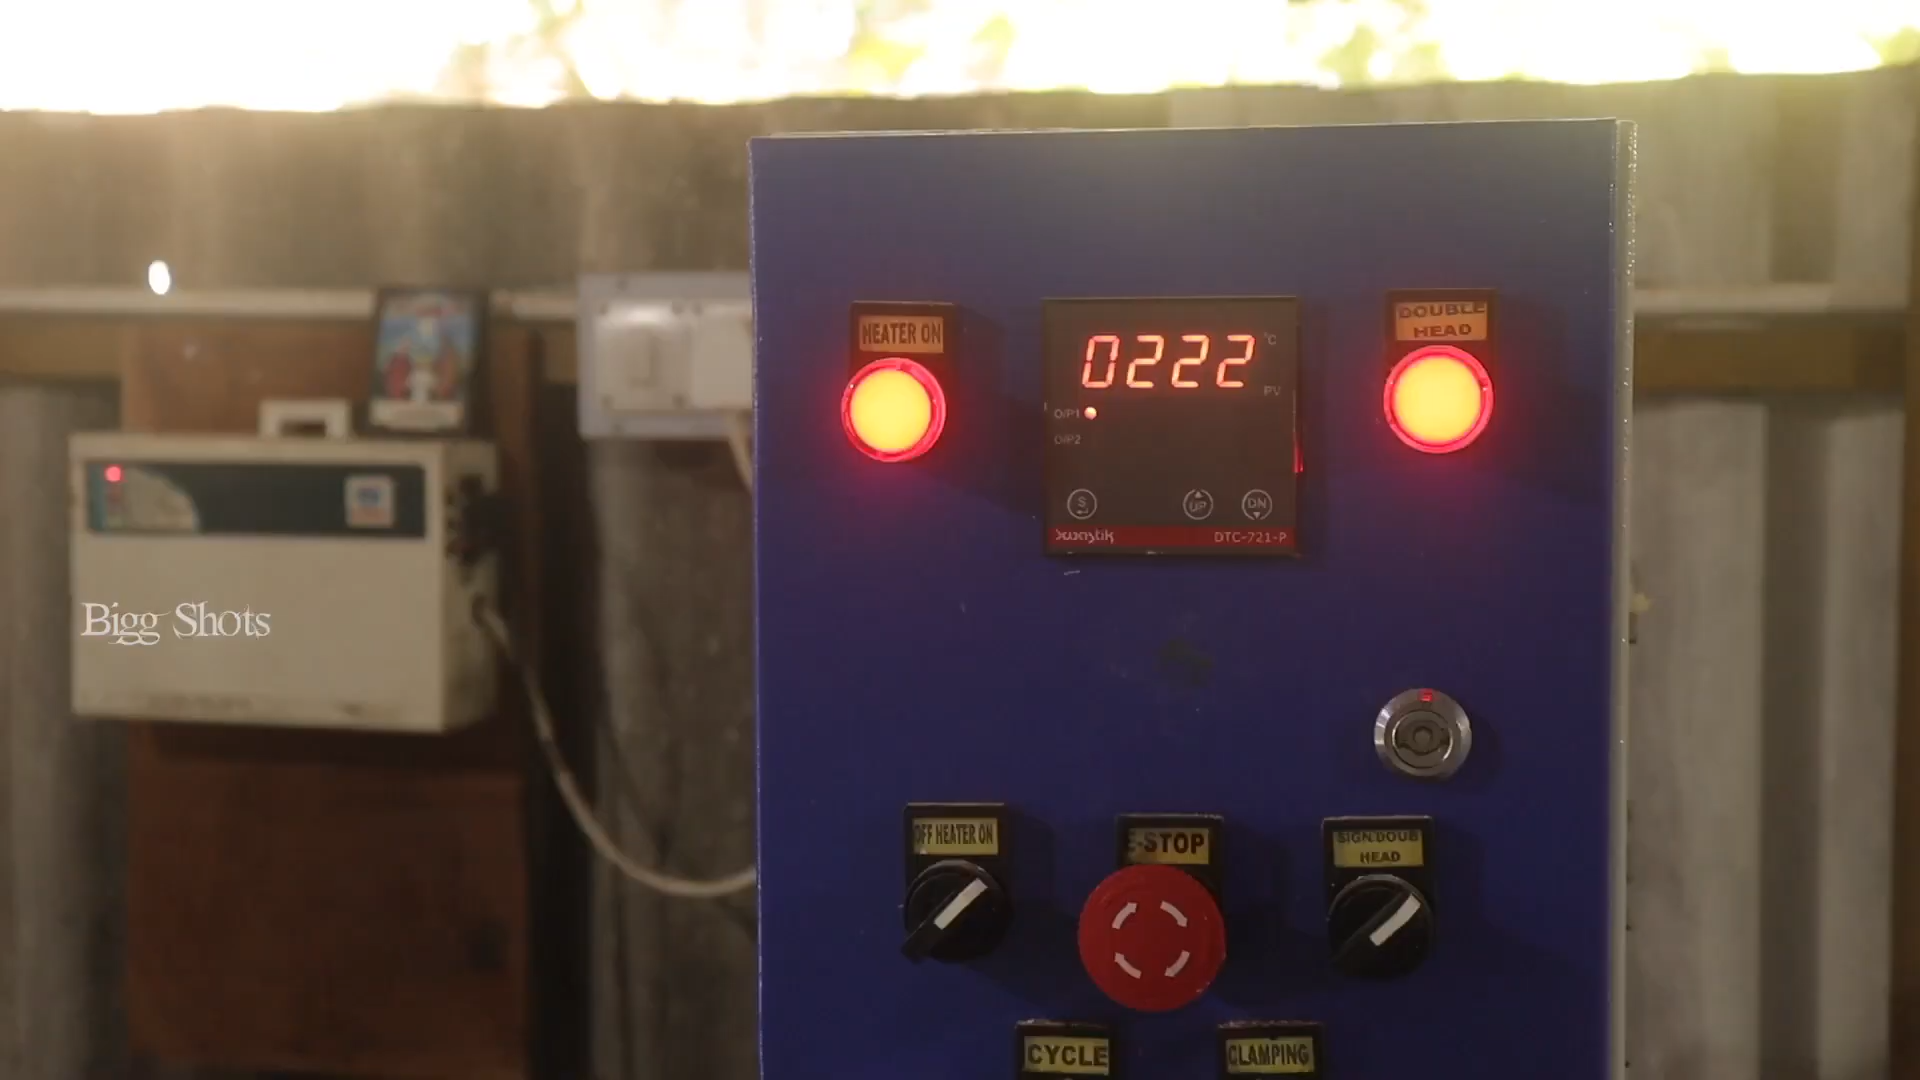 HEATER ON
0222
°C
PV
O/P1
O/P2
S
UP
DN
DTC-721-P
DOUBLE
HEAD
Bigg Shots
OFF HEATER ON
E-STOP
SIGN.DOUB
HEAD
CYCLE
CLAMPING